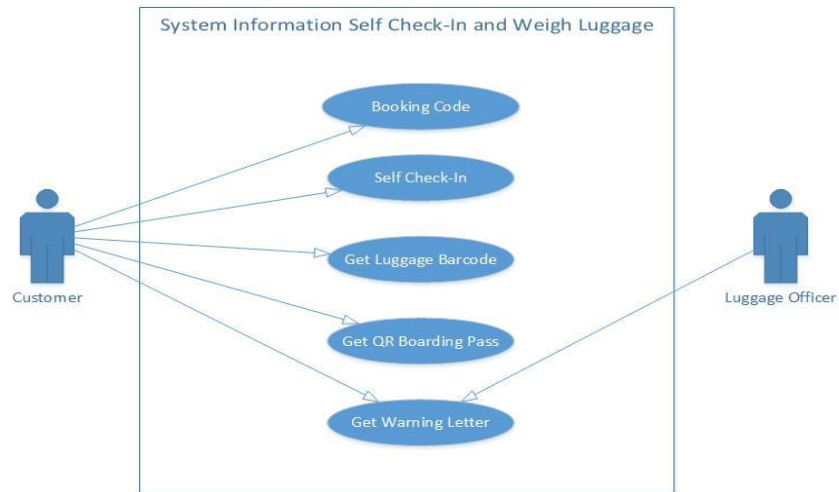 System Information Self Check-In and Weigh Luggage
Booking Code
Self Check-In
Get Luggage Barcode
Customer
Luggage Officer
Get QR Boarding Pass
Get Warning Letter